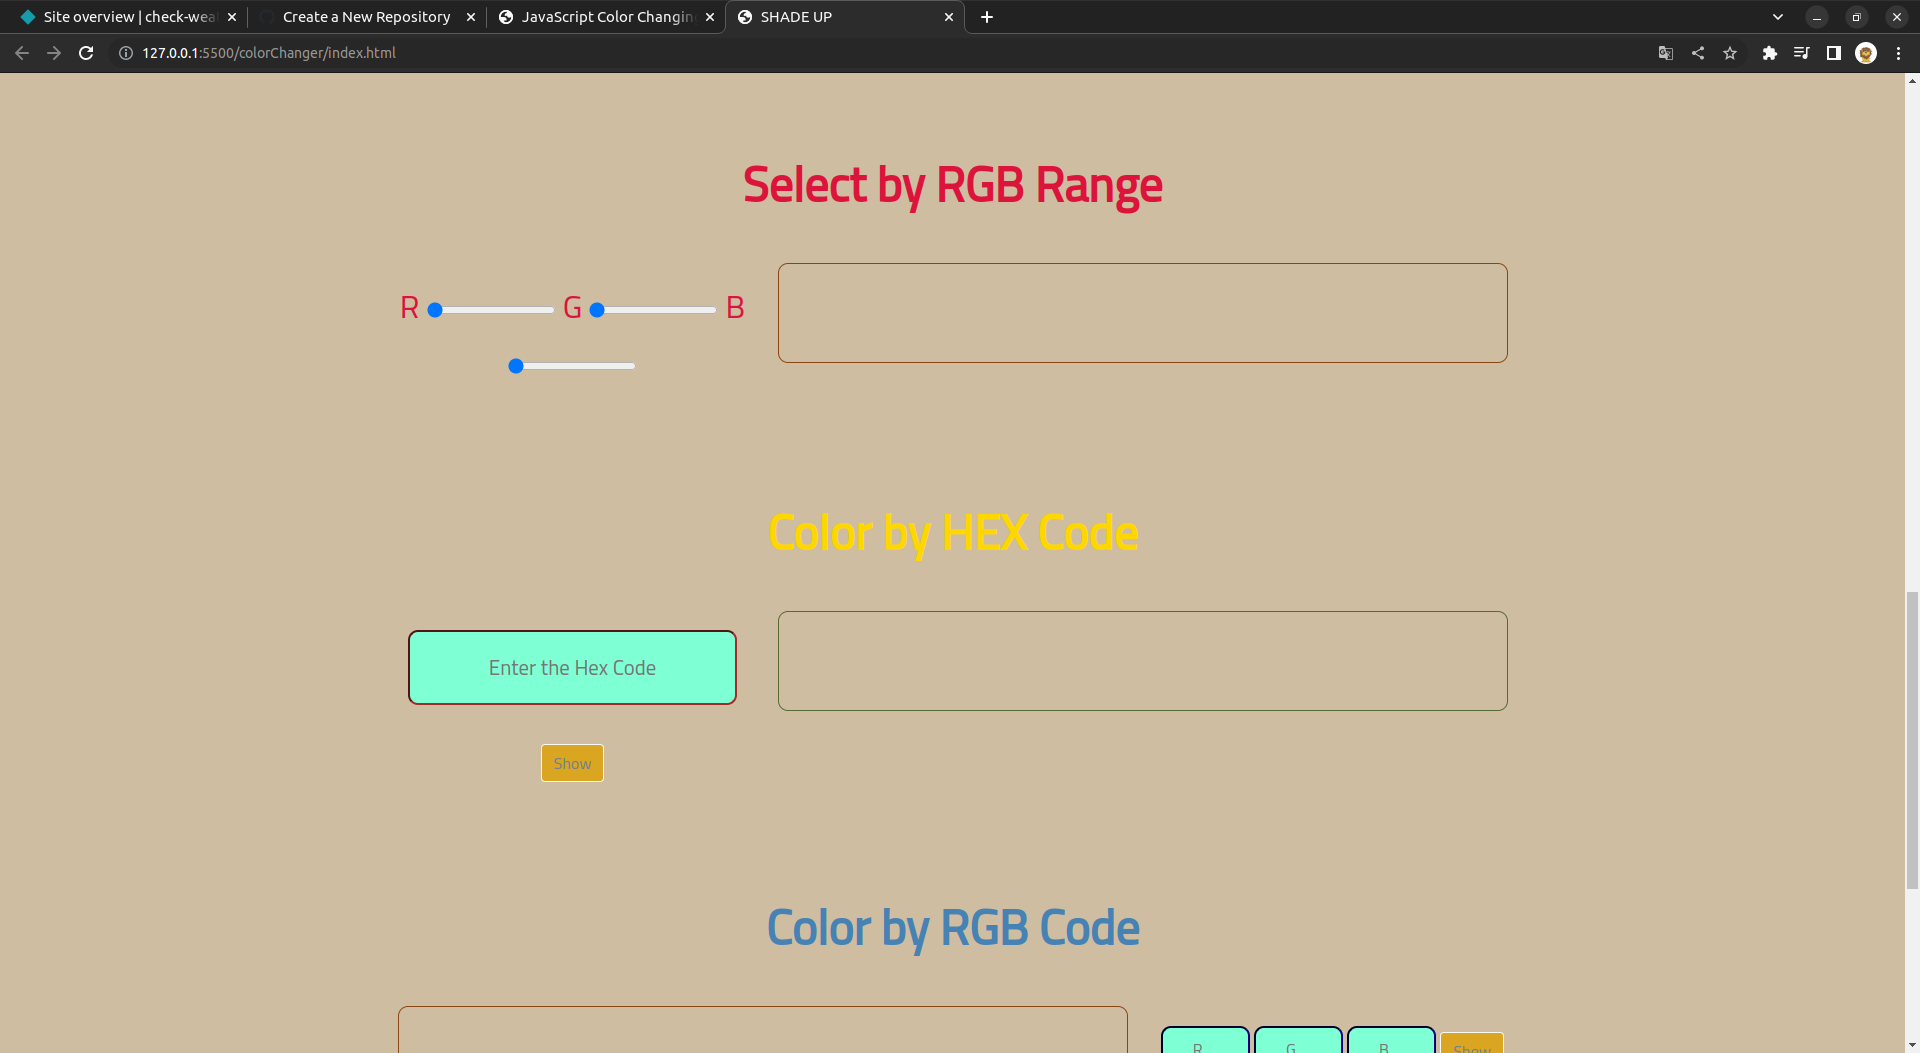 Site overview | check-wea
Create a New Repository
JavaScript Color Changin
SHADE UP
127.0.0.1:5500/colorChanger/index.html
Select by RGB Range
R G B
Color by HEX Code
Enter the Hex Code
Show
Color by RGB Code
R G B Show